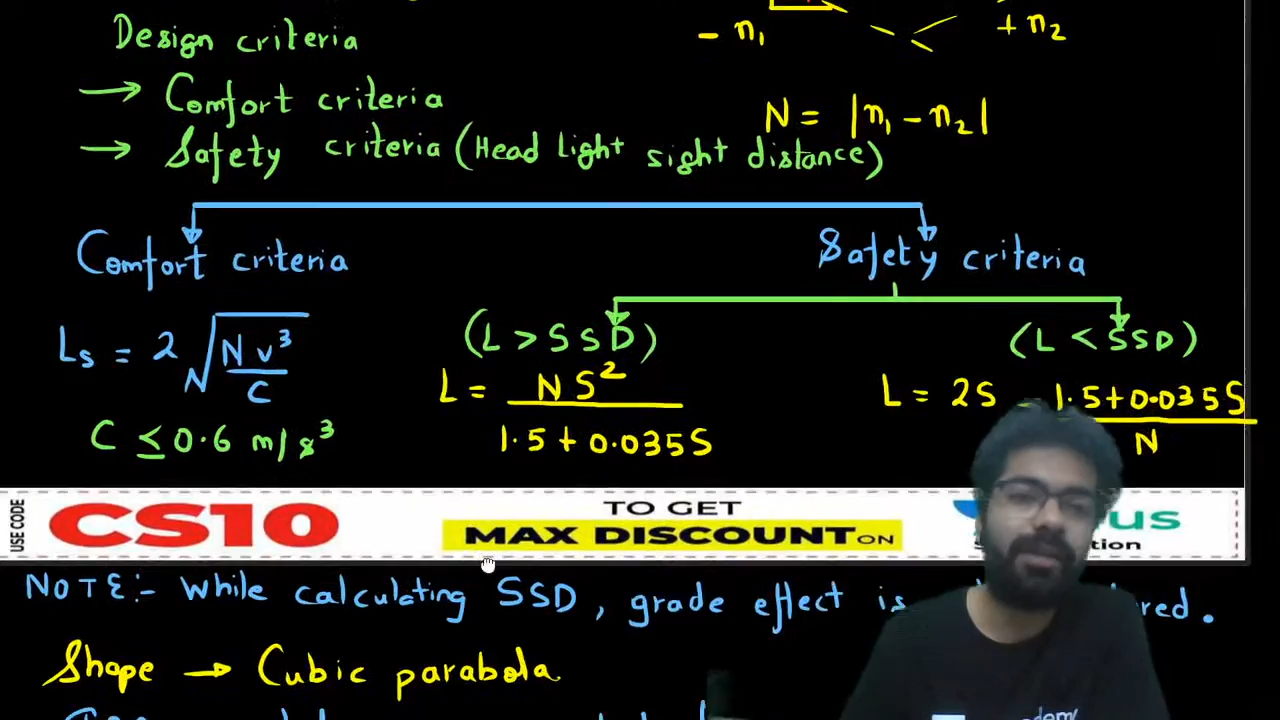 Design criteria
- n₁
+ n₂
→ Comfort criteria
N = |n₁ - n₂|
→ Safety criteria (Head Light sight distance)
Comfort criteria
Safety criteria
Ls = 2 √(N v³ / C)
(L > SSD)
(L < SSD)
L = N S² / 1.5 + 0.035S
L = 2S - 1.5+0.035S / N
C ≤ 0.6 m/s³
USE CODE
CS10
TO GET
MAX DISCOUNT ON
NOTE:- While calculating SSD, grade effect is
Shape → Cubic parabola